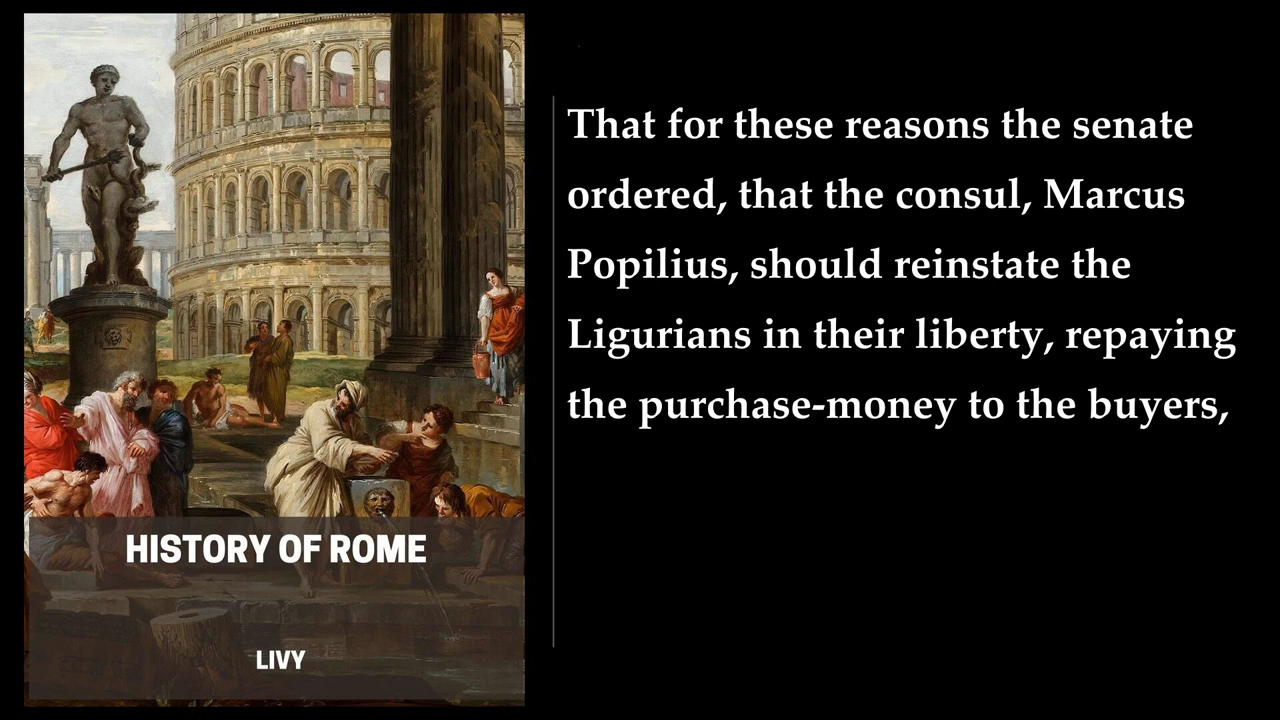 That for these reasons the senate
ordered, that the consul, Marcus
Popilius, should reinstate the
Ligurians in their liberty, repaying
the purchase-money to the buyers,
HISTORY OF ROME
LIVY